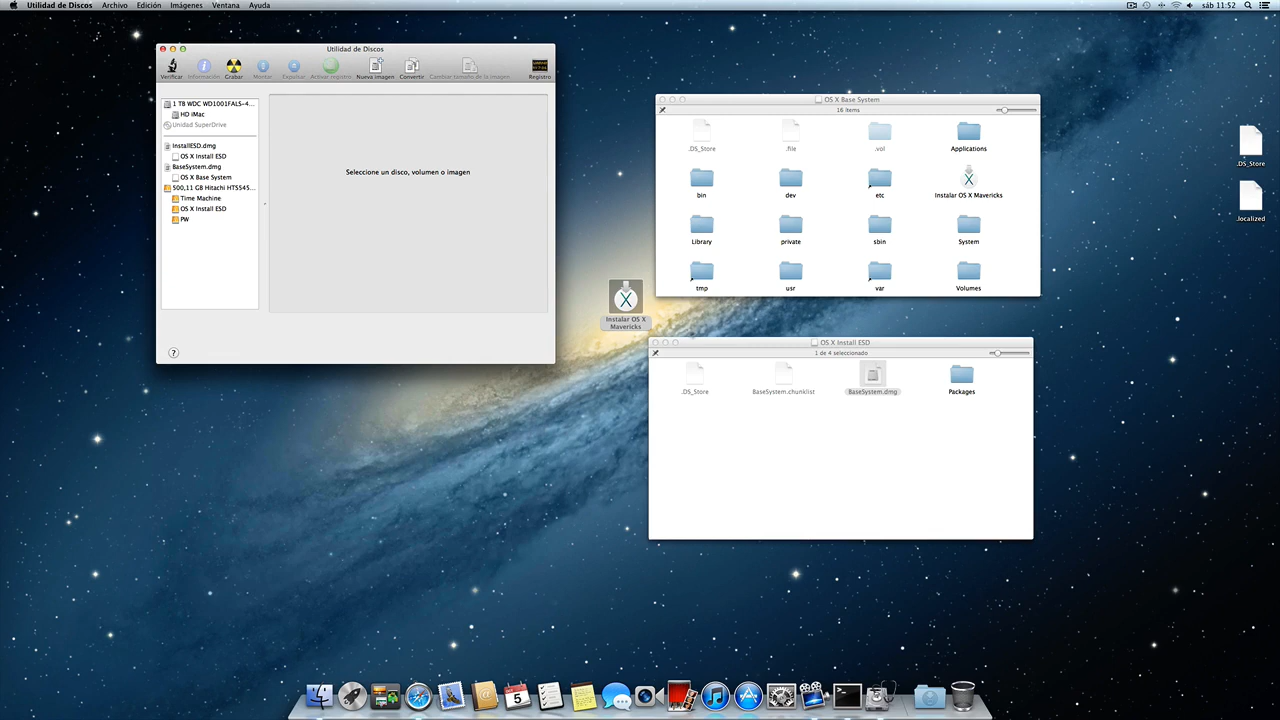 Utilidad de Discos Archivo Edición Imágenes Ventana Ayuda sáb 11:52
Utilidad de Discos
Verificar Información Grabar Montar Expulsar Activar registro Nueva imagen Convertir Cambiar tamaño de la imagen Registro
1 TB WDC WD1001FALS-4...
HD iMac
Unidad SuperDrive
InstallESD.dmg
OS X Install ESD
BaseSystem.dmg
OS X Base System
500,11 GB Hitachi HTS545...
Time Machine
OS X Install ESD
PW
Seleccione un disco, volumen o imagen
?
OS X Base System
16 ítems
.DS_Store .file .vol Applications
bin dev etc Instalar OS X Mavericks
Library private sbin System
tmp usr var Volumes
Instalar OS X
Mavericks
OS X Install ESD
1 de 4 seleccionado
.DS_Store BaseSystem.chunklist BaseSystem.dmg Packages
.DS_Store
.localized
5